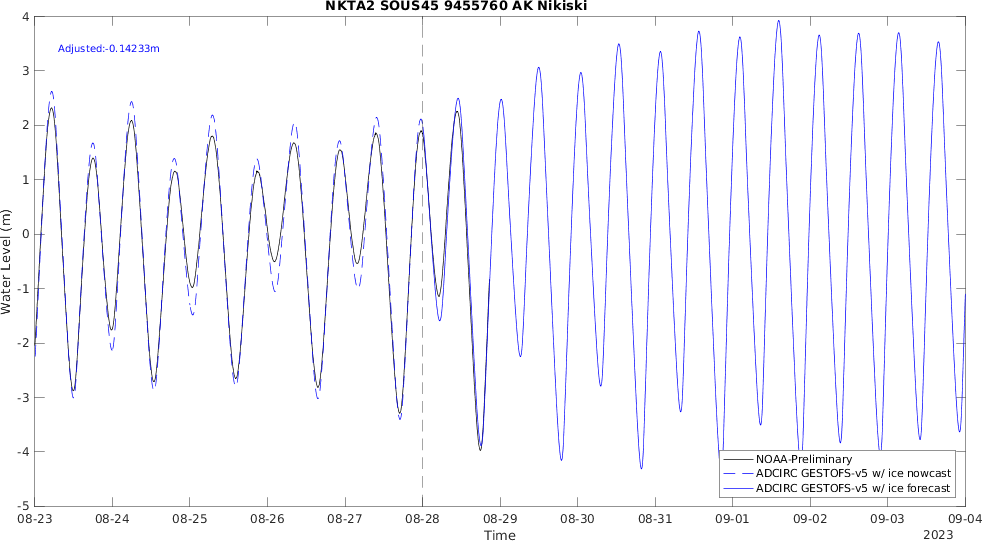 NKTA2 SOUS45 9455760 AK Nikiski
Adjusted:-0.14233m
Water Level (m)
4
3
2
1
0
-1
-2
-3
-4
-5
NOAA-Preliminary
ADCIRC GESTOFS-v5 w/ ice nowcast
ADCIRC GESTOFS-v5 w/ ice forecast
08-23 08-24 08-25 08-26 08-27 08-28 08-29 08-30 08-31 09-01 09-02 09-03 09-04
Time
2023